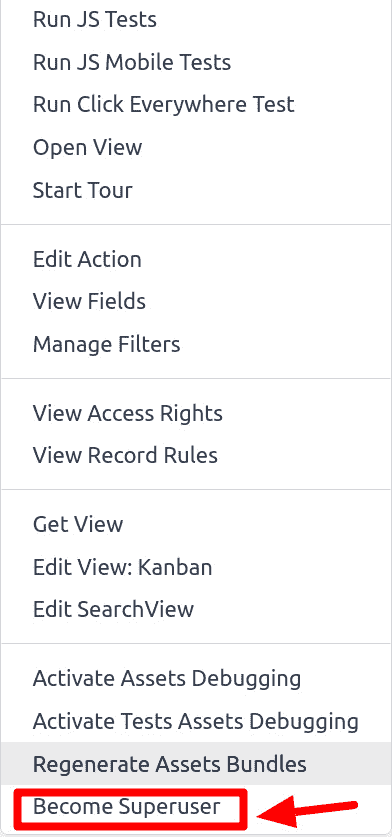 Run JS Tests
Run JS Mobile Tests
Run Click Everywhere Test
Open View
Start Tour
Edit Action
View Fields
Manage Filters
View Access Rights
View Record Rules
Get View
Edit View: Kanban
Edit SearchView
Activate Assets Debugging
Activate Tests Assets Debugging
Regenerate Assets Bundles
Become Superuser